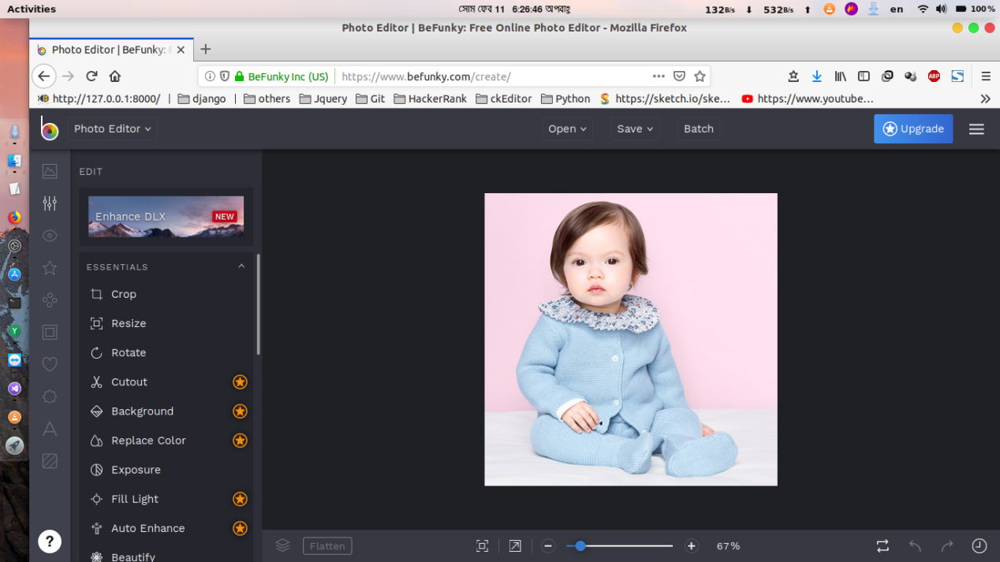 Activities সোম ফেব 11 6:26:46 অপরাহ্ণ 132B/s 532B/s en 100%
Photo Editor | BeFunky: Free Online Photo Editor - Mozilla Firefox
Photo Editor | BeFunky: F
BeFunky Inc (US) https://www.befunky.com/create/ ABP
http://127.0.0.1:8000/ | django | others Jquery Git HackerRank ckEditor Python https://sketch.io/ske... https://www.youtube...
Photo Editor Open Save Batch Upgrade
EDIT
Enhance DLX NEW
ESSENTIALS
Crop
Resize
Rotate
Cutout
Background
Replace Color
Exposure
Fill Light
Auto Enhance
Beautify
? Flatten 67%